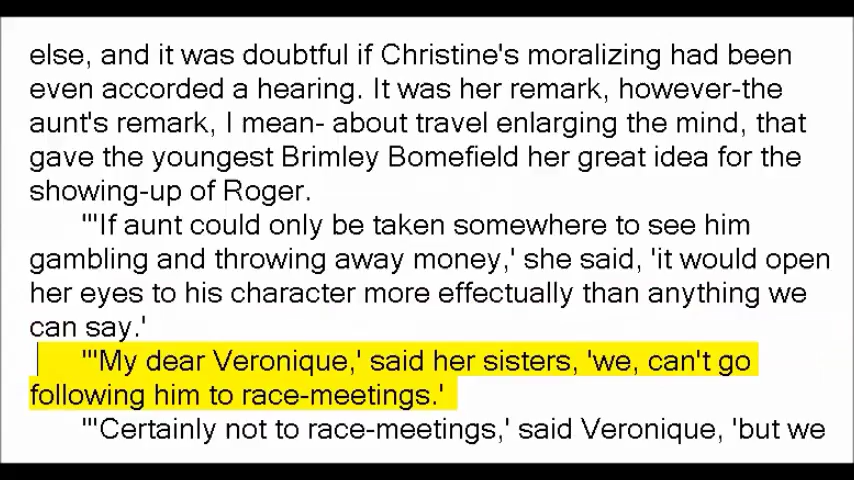 else, and it was doubtful if Christine's moralizing had been
even accorded a hearing. It was her remark, however-the
aunt's remark, I mean- about travel enlarging the mind, that
gave the youngest Brimley Bomefield her great idea for the
showing-up of Roger.
"'If aunt could only be taken somewhere to see him
gambling and throwing away money,' she said, 'it would open
her eyes to his character more effectually than anything we
can say.'
"'My dear Veronique,' said her sisters, 'we, can't go
following him to race-meetings.'
"'Certainly not to race-meetings,' said Veronique, 'but we